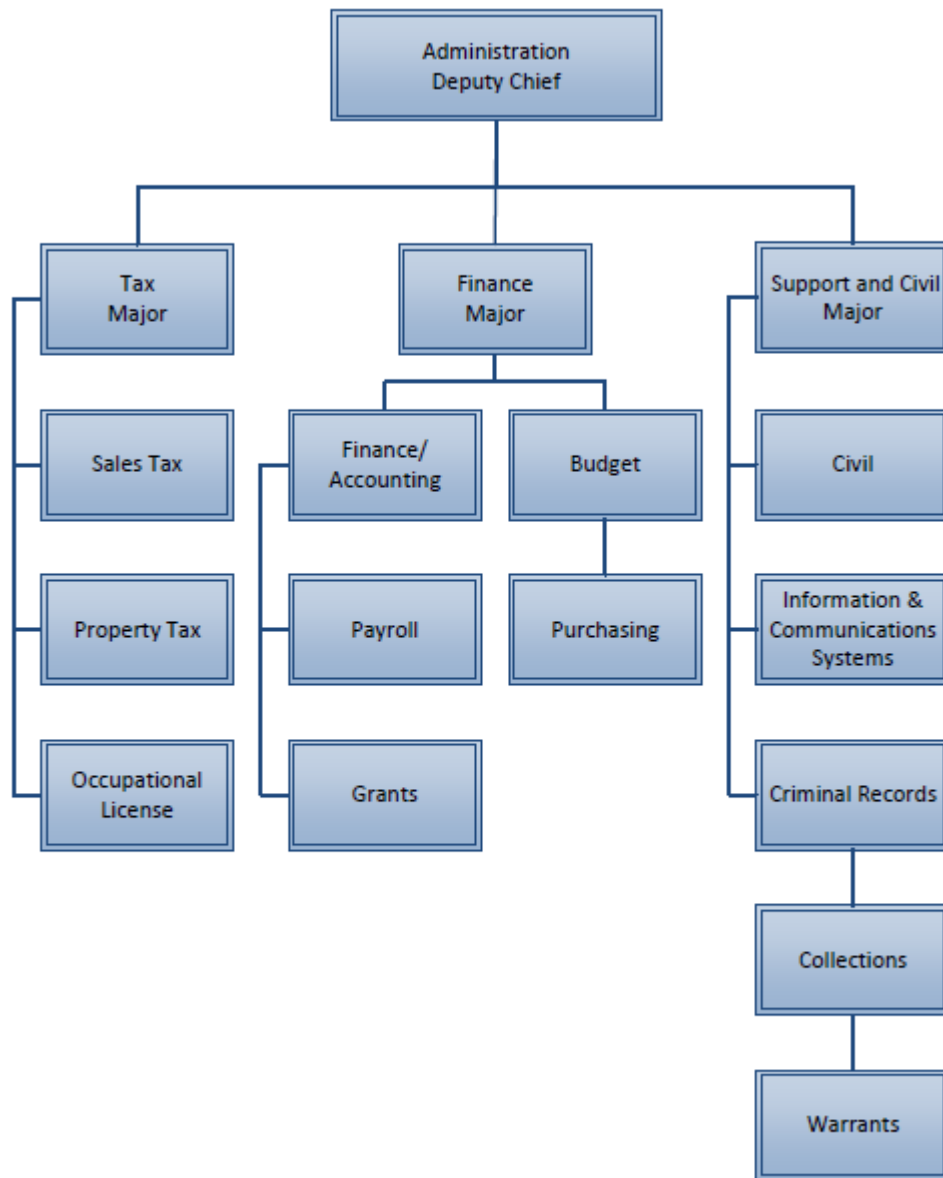 Administration
Deputy Chief
Tax
Major
Finance
Major
Support and Civil
Major
Sales Tax
Finance/
Accounting
Budget
Civil
Property Tax
Payroll
Purchasing
Information &
Communications
Systems
Occupational
License
Grants
Criminal Records
Collections
Warrants